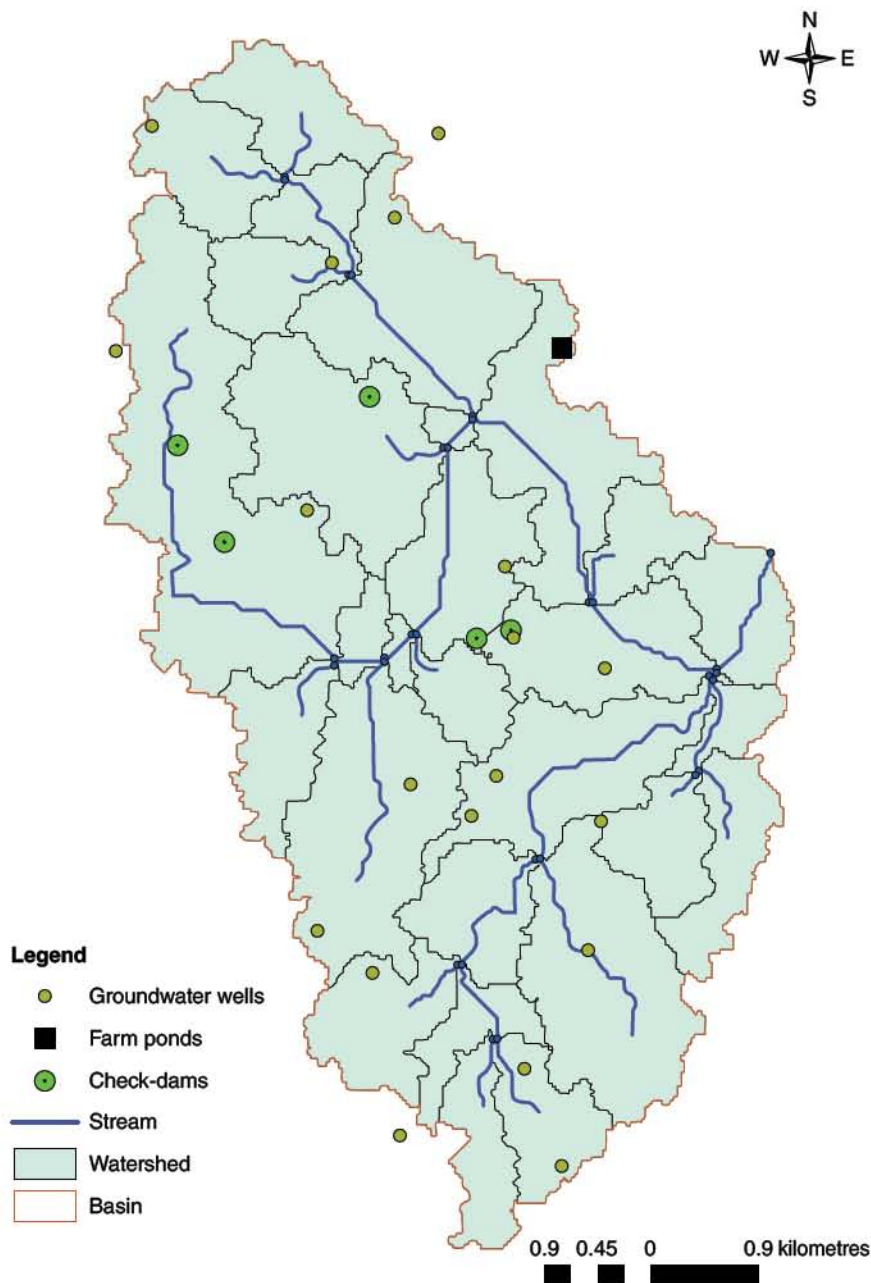 N
W E
S
Legend
Groundwater wells
Farm ponds
Check-dams
Stream
Watershed
Basin
0.9 0.45 0 0.9 kilometres